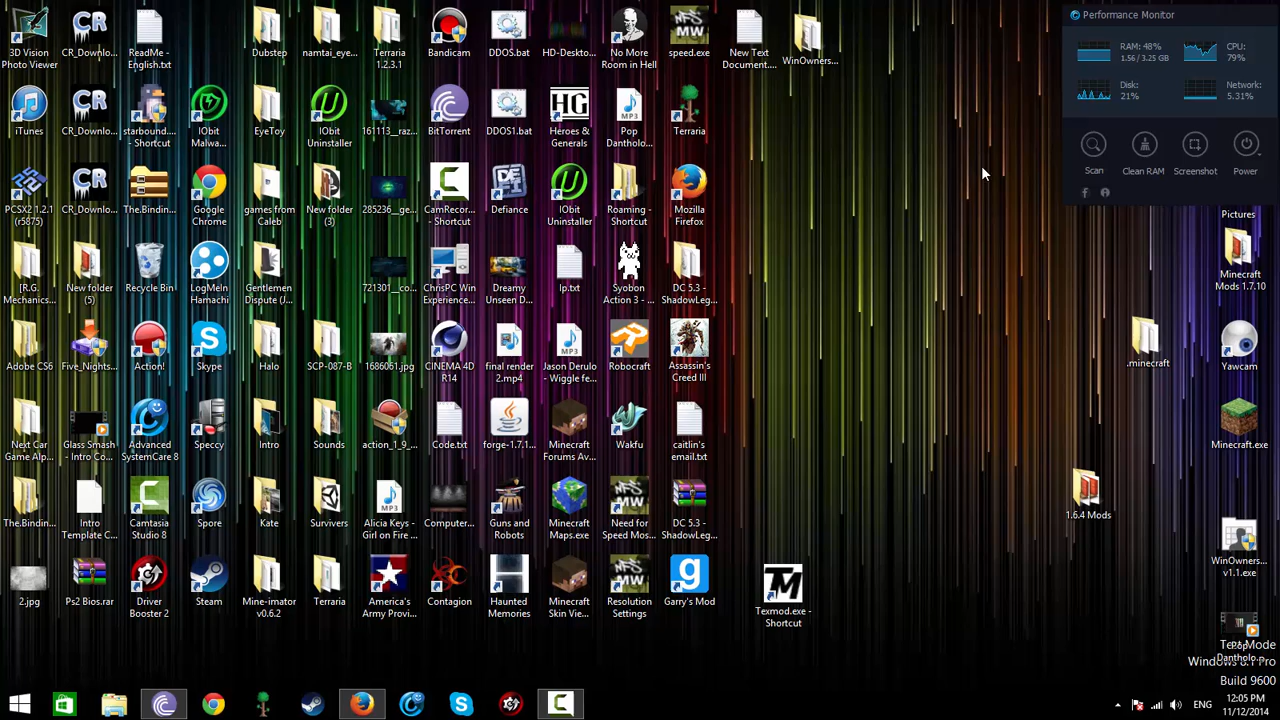 3D Vision
Photo Viewer
CR_Downlo...
ReadMe -
English.txt
Dubstep
namtai_eye...
Terraria
1.2.3.1
Bandicam
DDOS.bat
HD-Deskto...
No More
Room in Hell
speed.exe
New Text
Document....
WinOwners...
iTunes
CR_Downlo...
starbound....
- Shortcut
IObit
Malwa...
EyeToy
IObit
Uninstaller
161113__raz...
BitTorrent
DDOS1.bat
Heroes &
Generals
Pop
Dantholo...
Terraria
PCSX2 1.2.1
(r5875)
CR_Downlo...
The.Bindin...
Google
Chrome
games from
Caleb
New folder
(3)
285236__ge...
CamRecor...
- Shortcut
Defiance
IObit
Uninstaller
Roaming -
Shortcut
Mozilla
Firefox
[R.G.
Mechanics...
New folder
(5)
Recycle Bin
LogMeIn
Hamachi
Gentlemen
Dispute (J...
721301__co...
ChrisPC Win
Experience...
Dreamy
Unseen D...
Ip.txt
Syobon
Action 3 - ...
DC 5.3 -
ShadowLeg...
Adobe CS6
Five_Nights...
Action!
Skype
Halo
SCP-087-B
1686051.jpg
CINEMA 4D
R14
final render
2.mp4
Jason Derulo
- Wiggle fe...
Robocraft
Assassin's
Creed III
Next Car
Game Alp...
Glass Smash
- Intro Co...
Advanced
SystemCare 8
Speccy
Intro
Sounds
action_1_9_...
Code.txt
forge-1.7.1...
Minecraft
Forums Av...
Wakfu
caitlin's
email.txt
The.Bindin...
Intro
Template C...
Camtasia
Studio 8
Spore
Kate
Survivers
Alicia Keys -
Girl on Fire ...
Computer...
Guns and
Robots
Minecraft
Maps.exe
Need for
Speed Mos...
DC 5.3 -
ShadowLeg...
2.jpg
Ps2 Bios.rar
Driver
Booster 2
Steam
Mine-imator
v0.6.2
Terraria
America's
Army Provi...
Contagion
Haunted
Memories
Minecraft
Skin Vie...
Resolution
Settings
Garry's Mod
Texmod.exe -
Shortcut
Performance Monitor
RAM: 48%
1.56 / 3.25 GB
CPU:
79%
Disk:
21%
Network:
5.31%
Scan
Clean RAM
Screenshot
Power
Pictures
Minecraft
Mods 1.7.10
.minecraft
Yawcam
Minecraft.exe
1.6.4 Mods
WinOwners...
v1.1.exe
Test Mode
Dantholo...
Build 9600
ENG
12:05 PM
11/12/2014